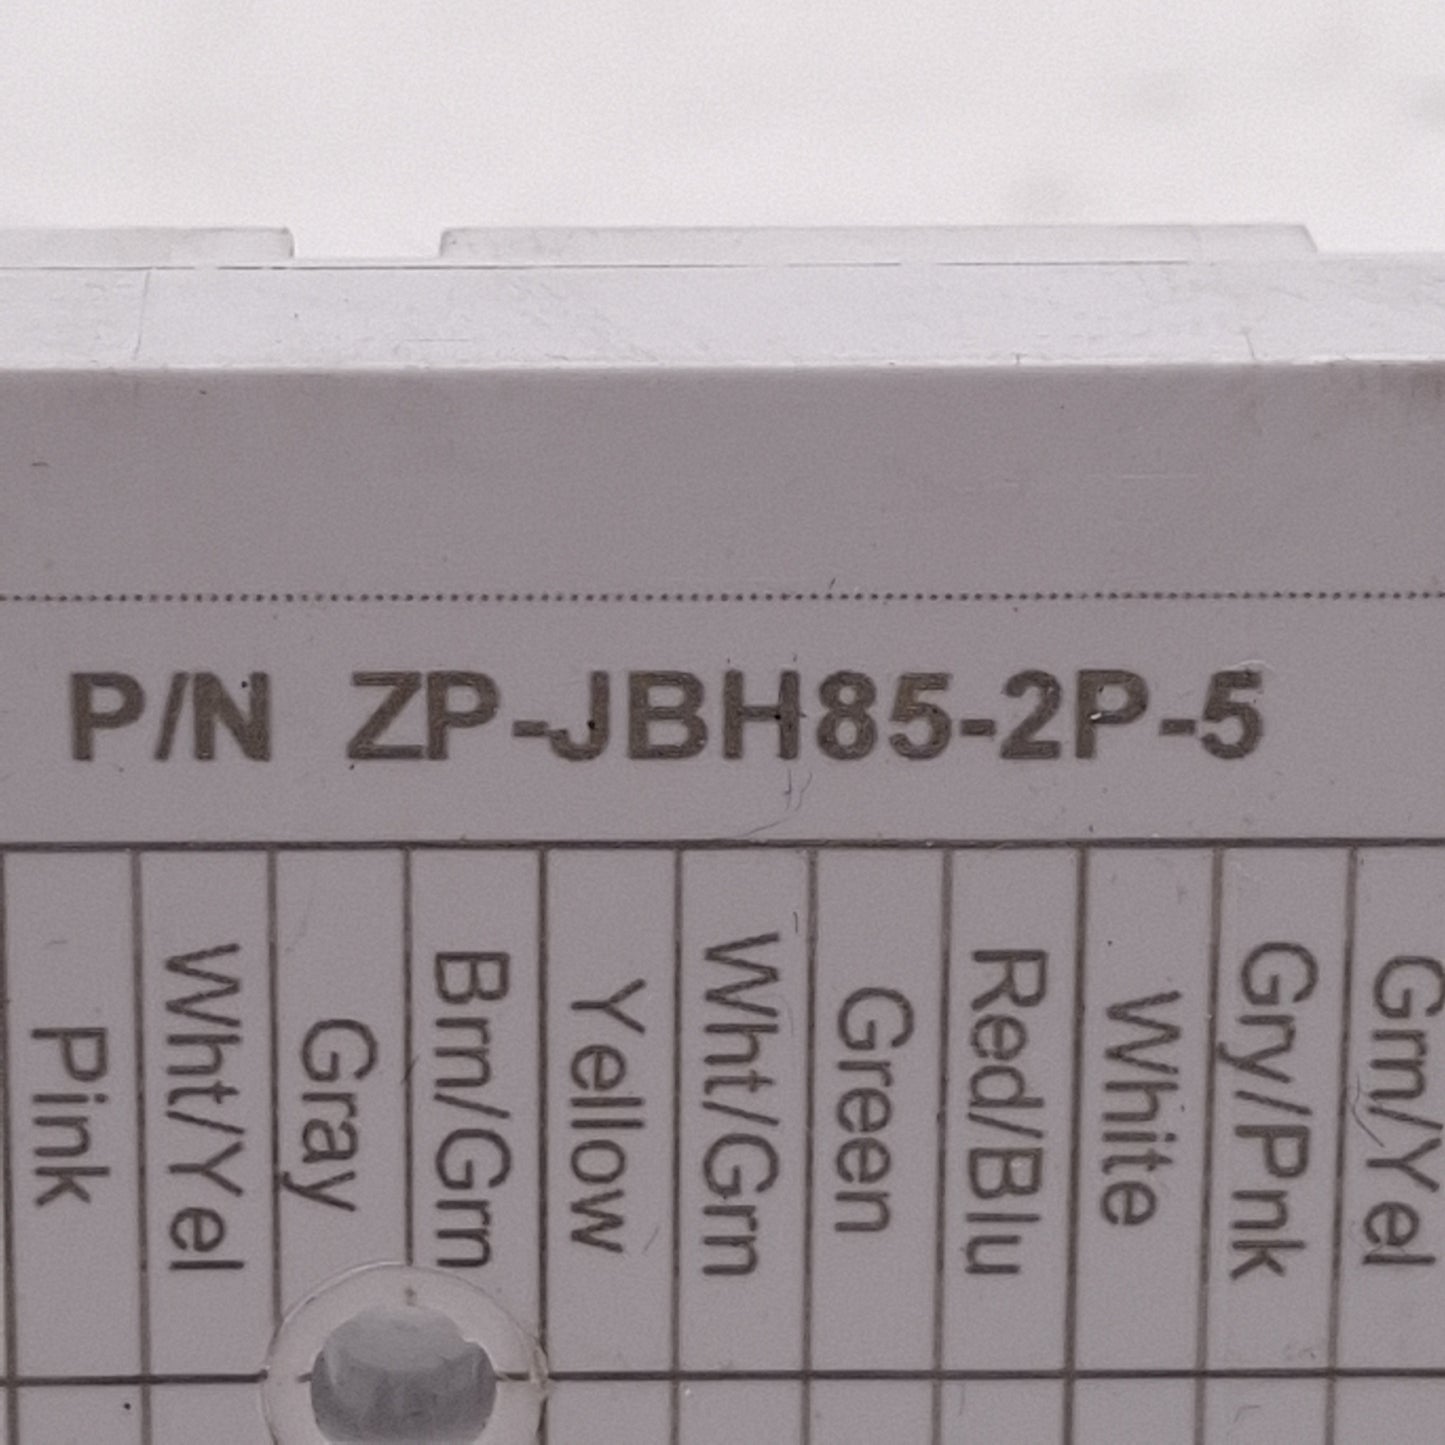 P/N ZP-JBH85-2P-5
Pink
Wht/Yel
Gray
Brn/Grn
Yellow
Wht/Grn
Green
Red/Blu
White
Gry/Pnk
Grn/Yel